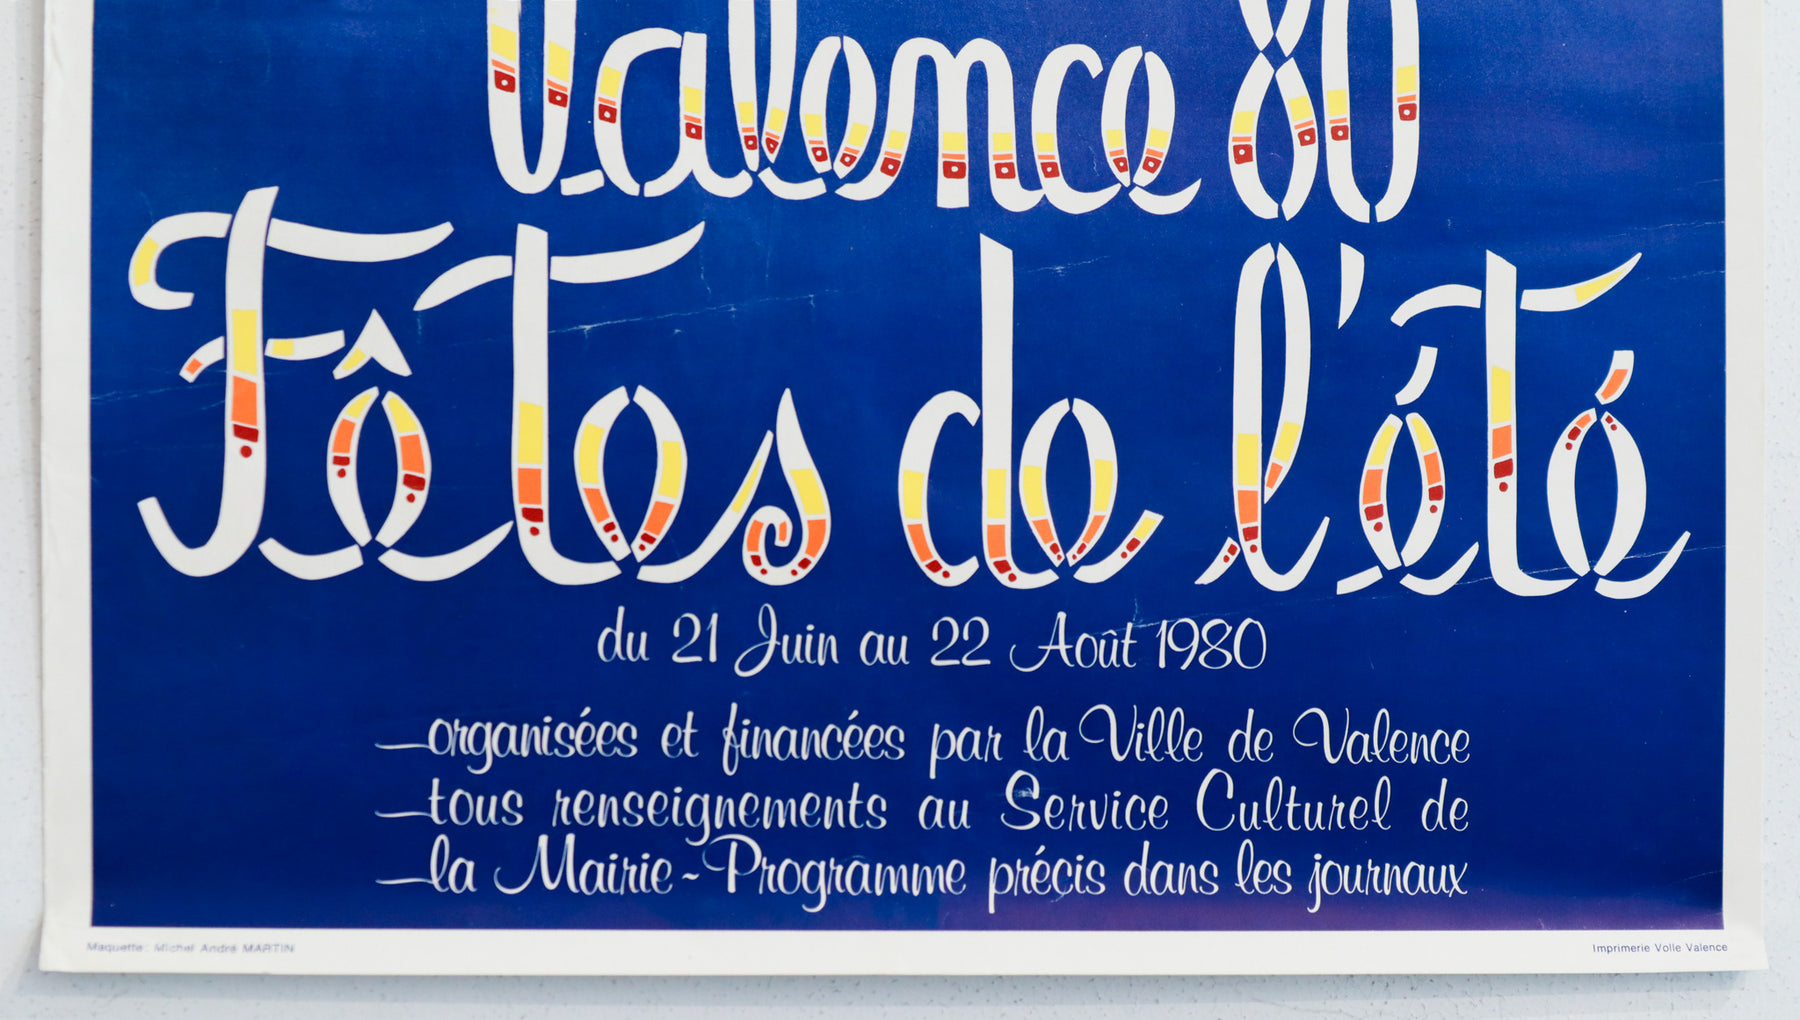 Valence 80
Fêtes de l'été
du 21 Juin au 22 Août 1980
organisées et financées par la Ville de Valence
tous renseignements au Service Culturel de
la Mairie - Programme précis dans les journaux
Maquette : Michel André MARTIN
Imprimerie Volle Valence